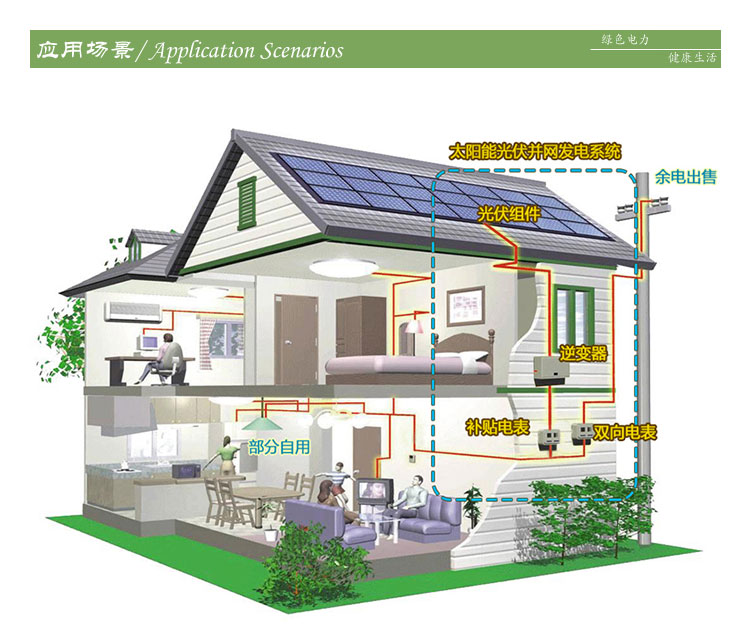 应用场景/Application Scenarios
绿色电力
健康生活
太阳能光伏并网发电系统
余电出售
光伏组件
逆变器
补贴电表
双向电表
部分自用